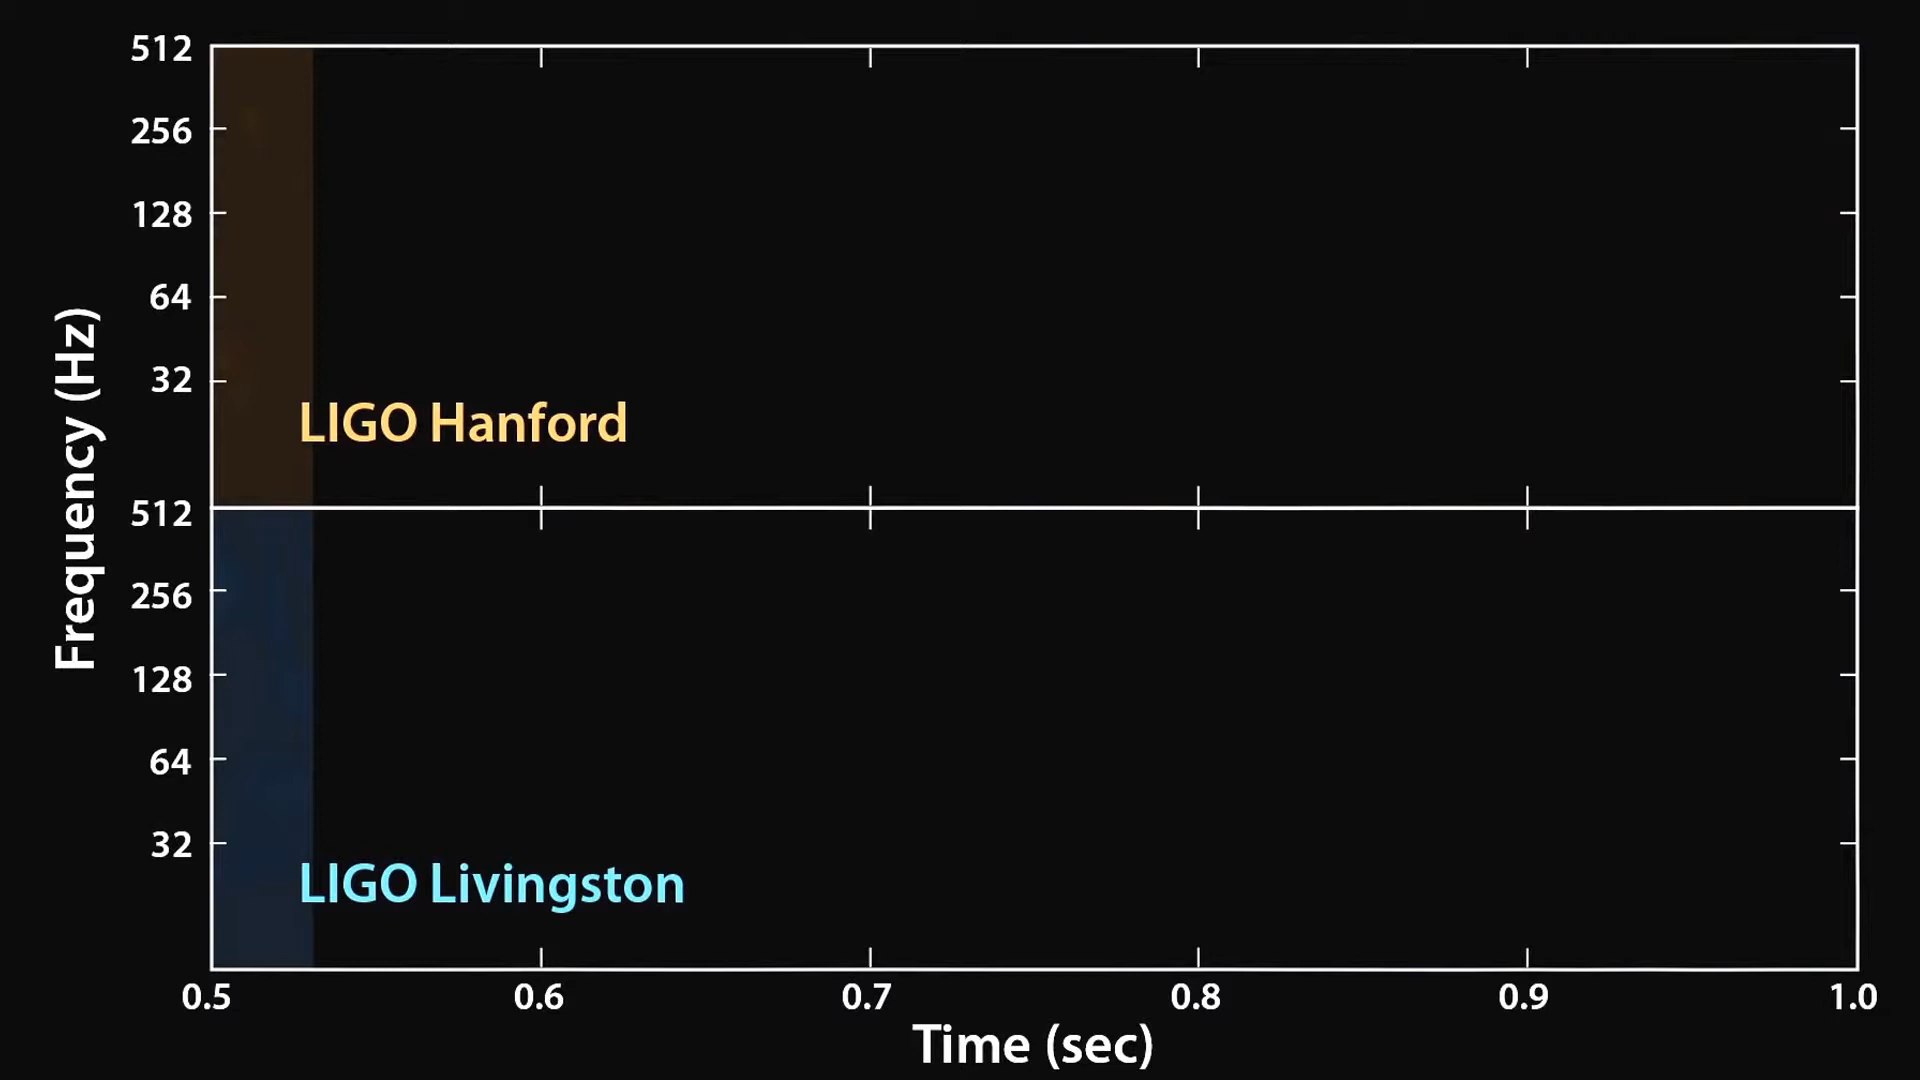 512
256
128
64
32
LIGO Hanford
512
256
128
64
32
LIGO Livingston
Frequency (Hz)
0.5 0.6 0.7 0.8 0.9 1.0
Time (sec)